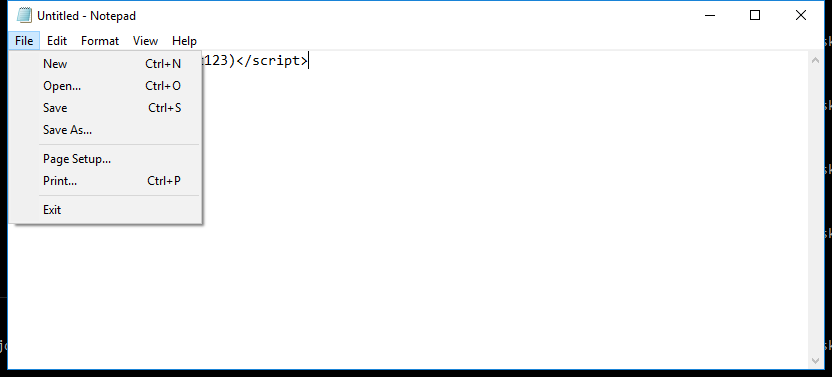 Untitled - Notepad
File Edit Format View Help
New Ctrl+N
123)</script>
Open... Ctrl+O
Save Ctrl+S
Save As...
Page Setup...
Print... Ctrl+P
Exit